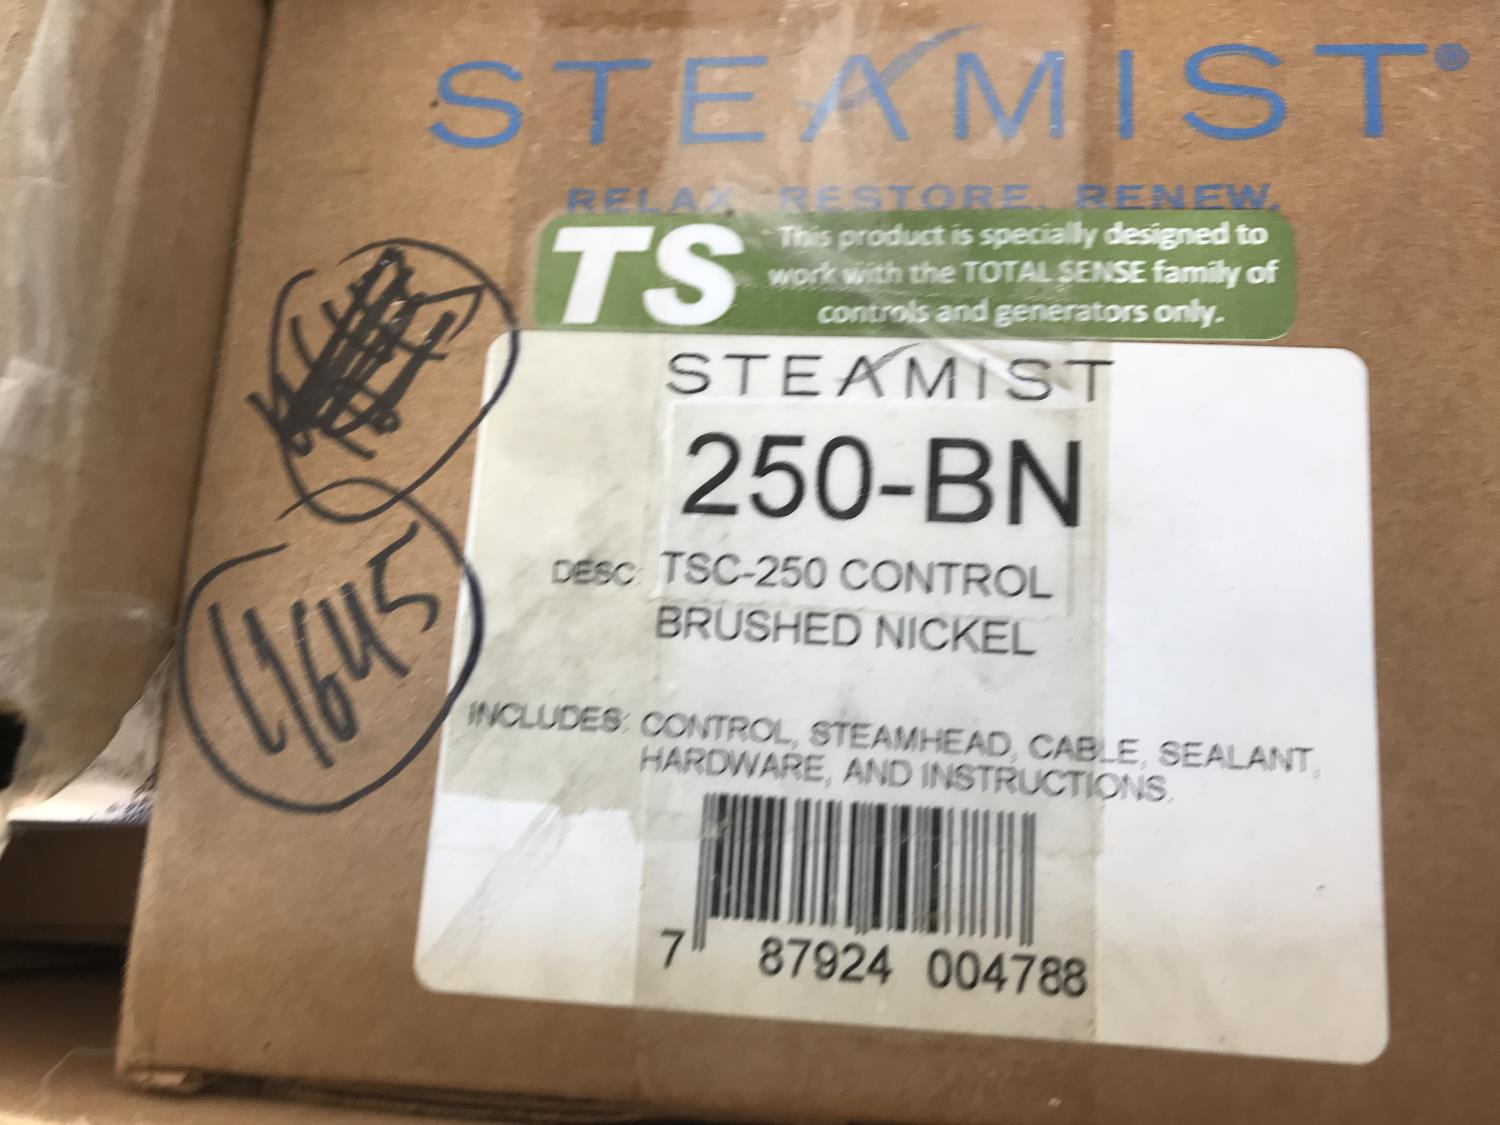 STEAMIST®
RELAX. RESTORE. RENEW.
TS
This product is specially designed to
work with the TOTAL SENSE family of
controls and generators only.
STEAMIST
250-BN
DESC: TSC-250 CONTROL
BRUSHED NICKEL
4645
INCLUDES: CONTROL, STEAMHEAD, CABLE, SEALANT,
HARDWARE, AND INSTRUCTIONS.
7 87924 004788